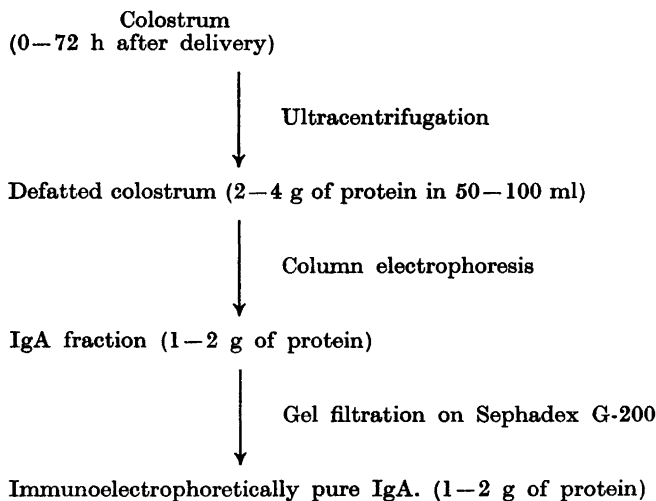 Colostrum
(0—72 h after delivery)
Ultracentrifugation
Defatted colostrum (2—4 g of protein in 50—100 ml)
Column electrophoresis
IgA fraction (1—2 g of protein)
Gel filtration on Sephadex G-200
Immunoelectrophoretically pure IgA. (1—2 g of protein)